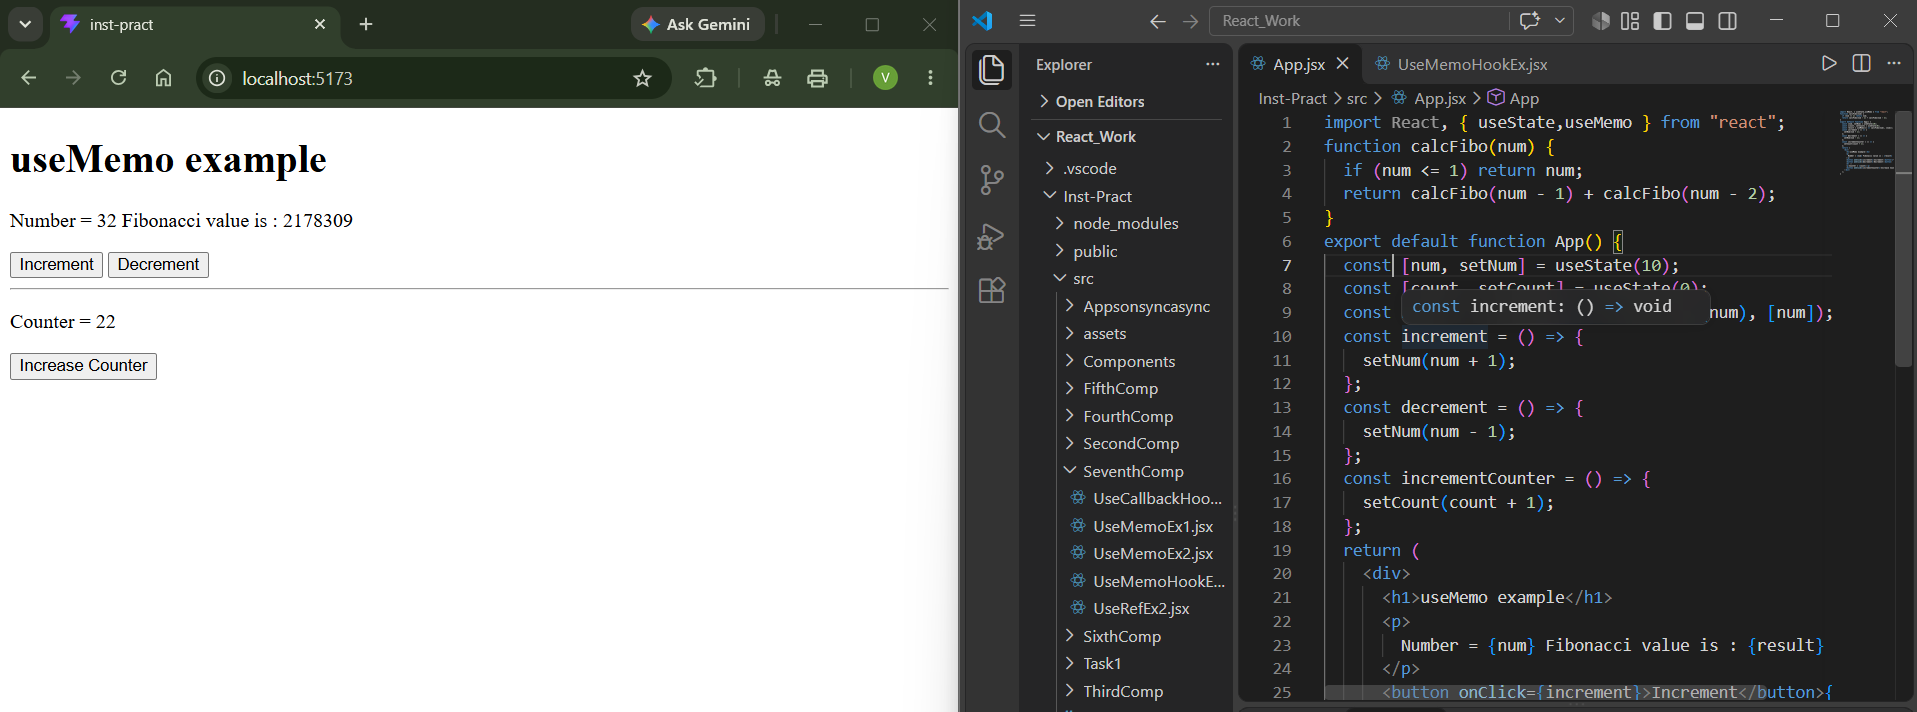 inst-pract
Ask Gemini
localhost:5173
V
useMemo example
Number = 32 Fibonacci value is : 2178309
Increment Decrement
Counter = 22
Increase Counter
React_Work
Explorer
Open Editors
React_Work
.vscode
Inst-Pract
node_modules
public
src
Appsonsyncasync
assets
Components
FifthComp
FourthComp
SecondComp
SeventhComp
UseCallbackHoo...
UseMemoEx1.jsx
UseMemoEx2.jsx
UseMemoHookE...
UseRefEx2.jsx
SixthComp
Task1
ThirdComp
App.jsx UseMemoHookEx.jsx
Inst-Pract > src > App.jsx > App
1 import React, { useState,useMemo } from "react";
2 function calcFibo(num) {
3 if (num <= 1) return num;
4 return calcFibo(num - 1) + calcFibo(num - 2);
5 }
6 export default function App() {
7 const [num, setNum] = useState(10);
8 const [count, setCount] = useState(0);
const increment: () => void
9 const num), [num]);
10 const increment = () => {
11 setNum(num + 1);
12 };
13 const decrement = () => {
14 setNum(num - 1);
15 };
16 const incrementCounter = () => {
17 setCount(count + 1);
18 };
19 return (
20 <div>
21 <h1>useMemo example</h1>
22 <p>
23 Number = {num} Fibonacci value is : {result}
24 </p>
25 <button onClick={increment}>Increment</button>{